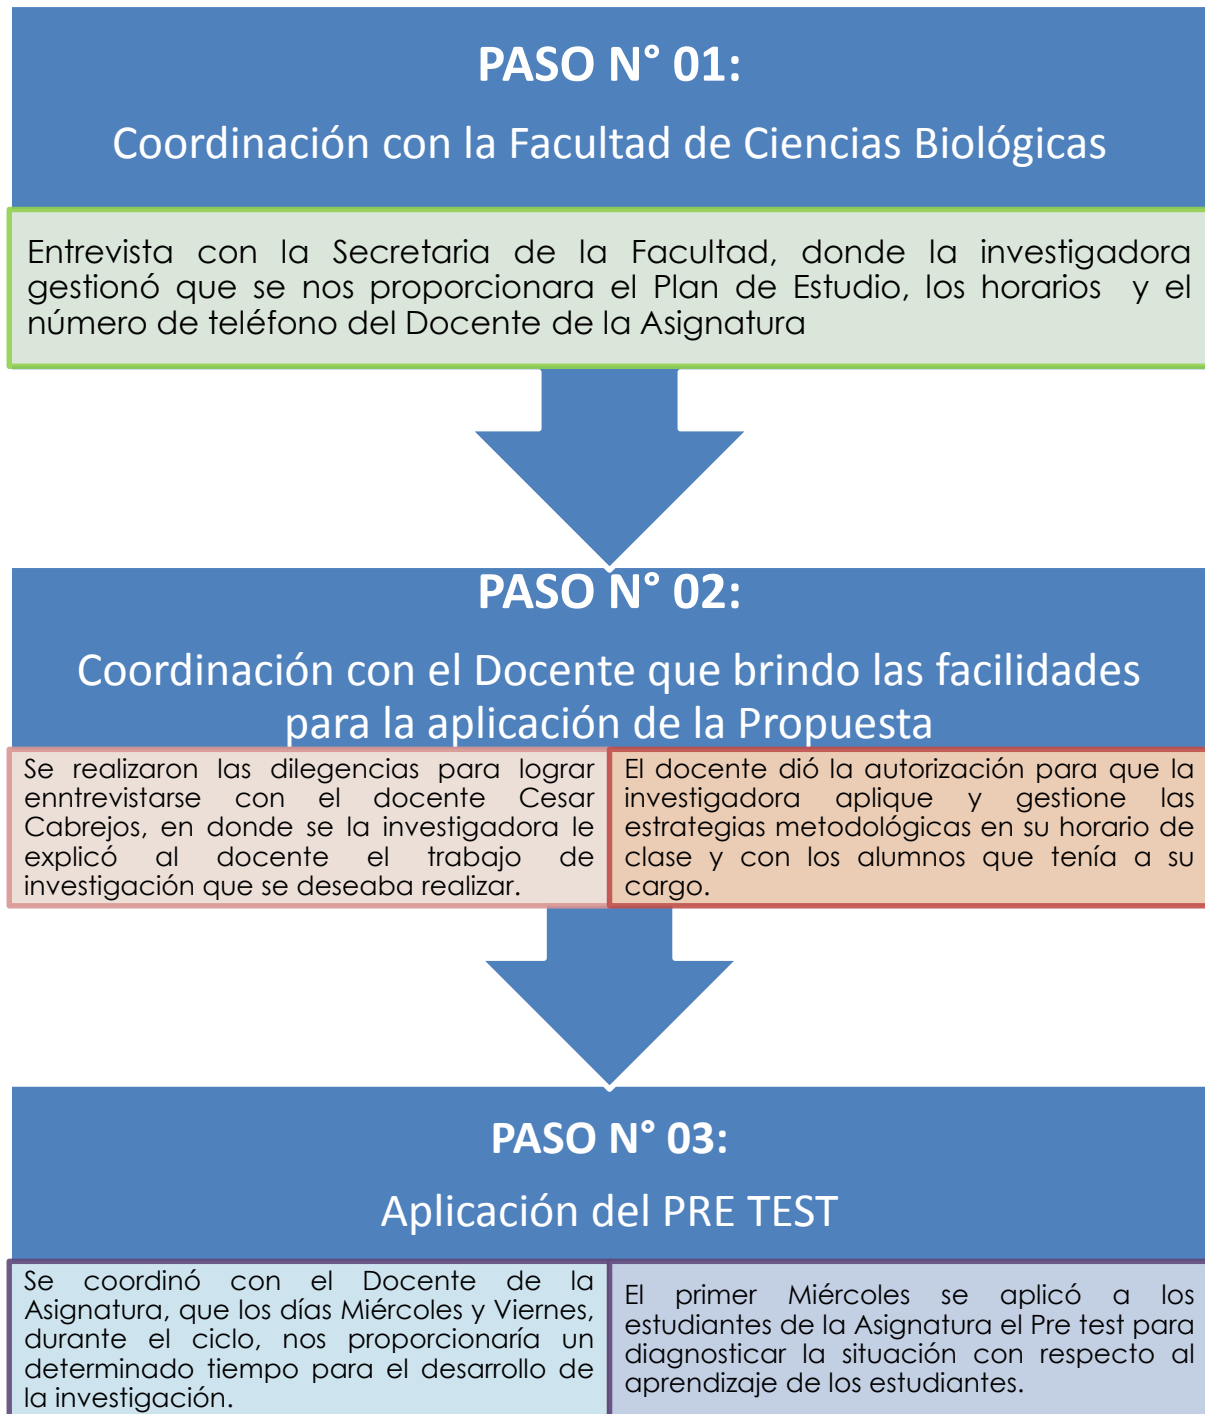 PASO N° 01:
Coordinación con la Facultad de Ciencias Biológicas
Entrevista con la Secretaria de la Facultad, donde la investigadora
gestionó que se nos proporcionara el Plan de Estudio, los horarios y el
número de teléfono del Docente de la Asignatura
PASO N° 02:
Coordinación con el Docente que brindo las facilidades
para la aplicación de la Propuesta
Se realizaron las dilegencias para lograr
enntrevistarse con el docente Cesar
Cabrejos, en donde se la investigadora le
explicó al docente el trabajo de
investigación que se deseaba realizar.
El docente dió la autorización para que la
investigadora aplique y gestione las
estrategias metodológicas en su horario de
clase y con los alumnos que tenía a su
cargo.
PASO N° 03:
Aplicación del PRE TEST
Se coordinó con el Docente de la
Asignatura, que los días Miércoles y Viernes,
durante el ciclo, nos proporcionaría un
determinado tiempo para el desarrollo de
la investigación.
El primer Miércoles se aplicó a los
estudiantes de la Asignatura el Pre test para
diagnosticar la situación con respecto al
aprendizaje de los estudiantes.